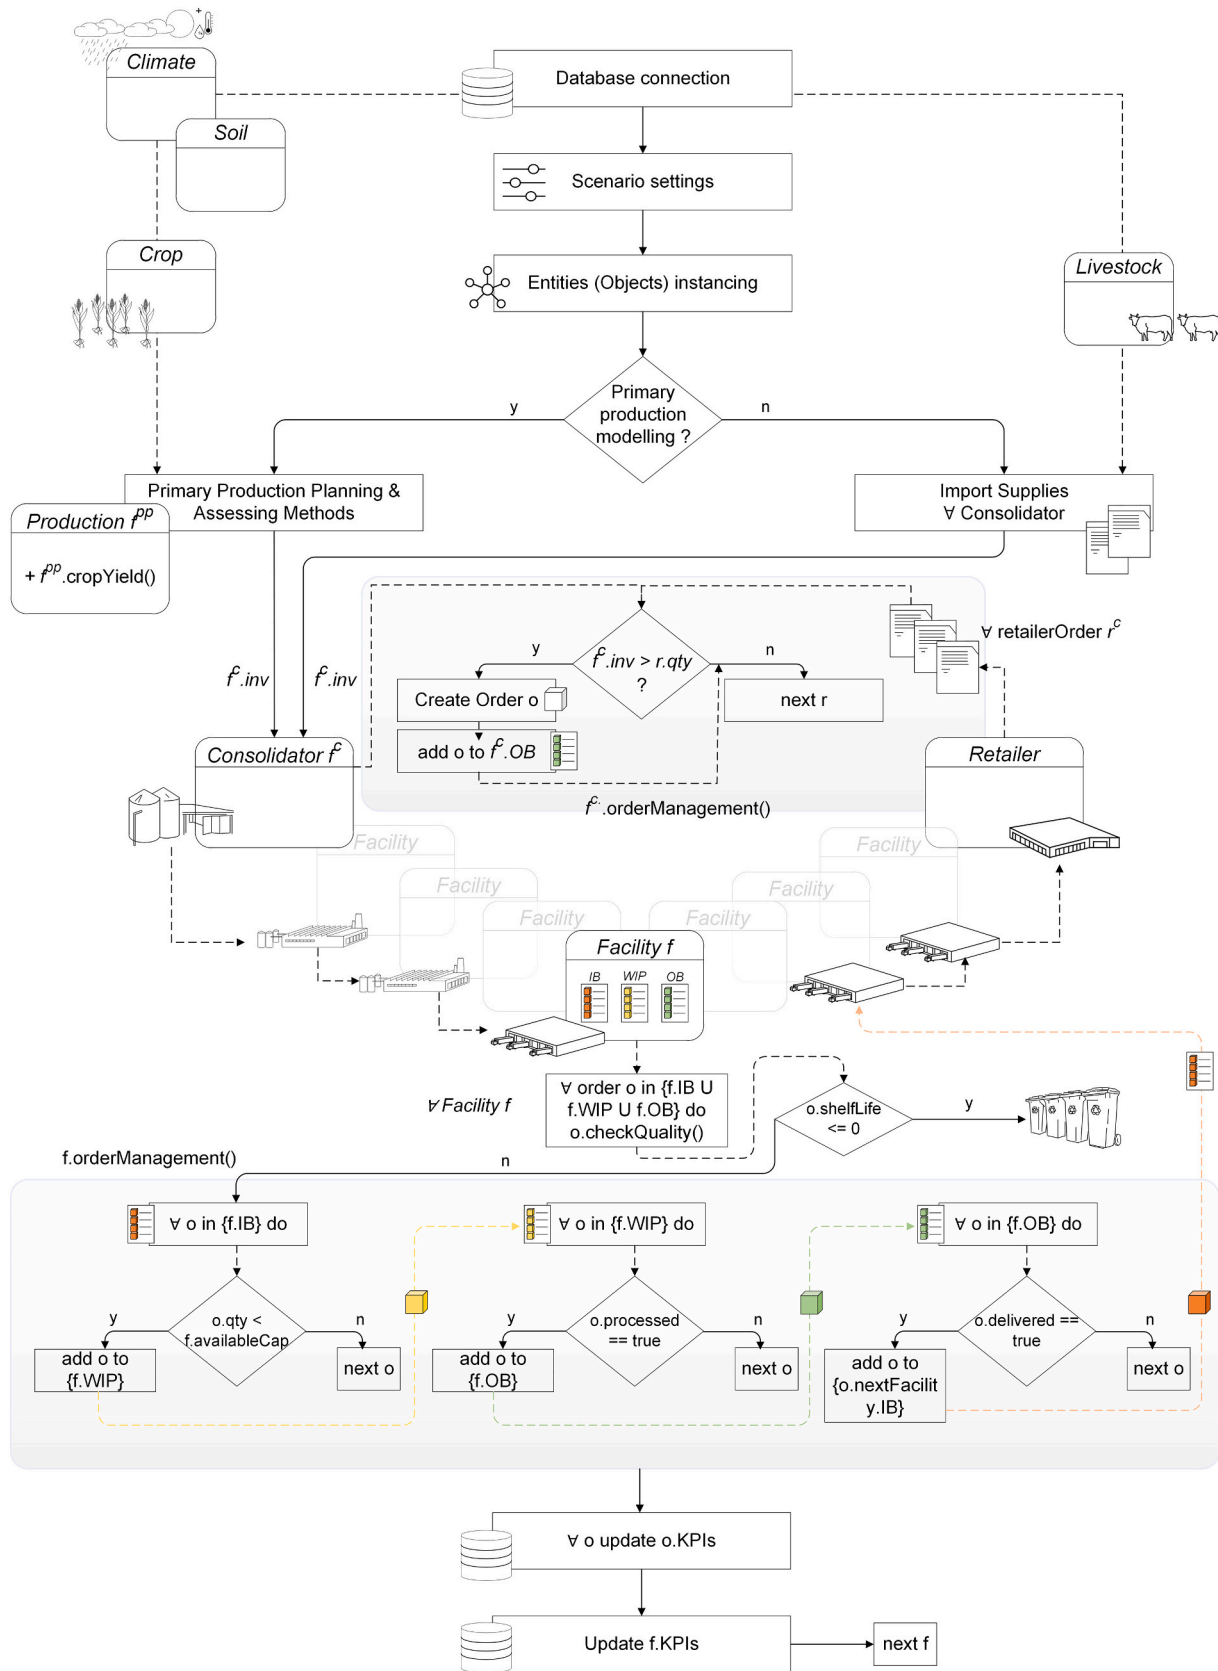 Climate
Soil
Database connection
Scenario settings
Crop
Entities (Objects) instancing
Livestock
Primary
production
modelling ?
y
n
Primary Production Planning &
Assessing Methods
Import Supplies
∀ Consolidator
Production f^pp
+ f^pp.cropYield()
∀ retailerOrder r^c
f^c.inv > r.qty
?
y
n
Create Order o
next r
add o to f^c.OB
f^c.inv
f^c.inv
Consolidator f^c
Retailer
f^c..orderManagement()
Facility
Facility
Facility
Facility
Facility
Facility
Facility f
IB
WIP
OB
∀ Facility f
∀ order o in {f.IB U
f.WIP U f.OB} do
o.checkQuality()
o.shelfLife
<= 0
y
n
f.orderManagement()
∀ o in {f.IB} do
∀ o in {f.WIP} do
∀ o in {f.OB} do
o.qty <
f.availableCap
y
n
add o to
{f.WIP}
next o
o.processed
== true
y
n
add o to
{f.OB}
next o
o.delivered ==
true
y
n
add o to
{o.nextFacilit
y.IB}
next o
∀ o update o.KPIs
Update f.KPIs
next f